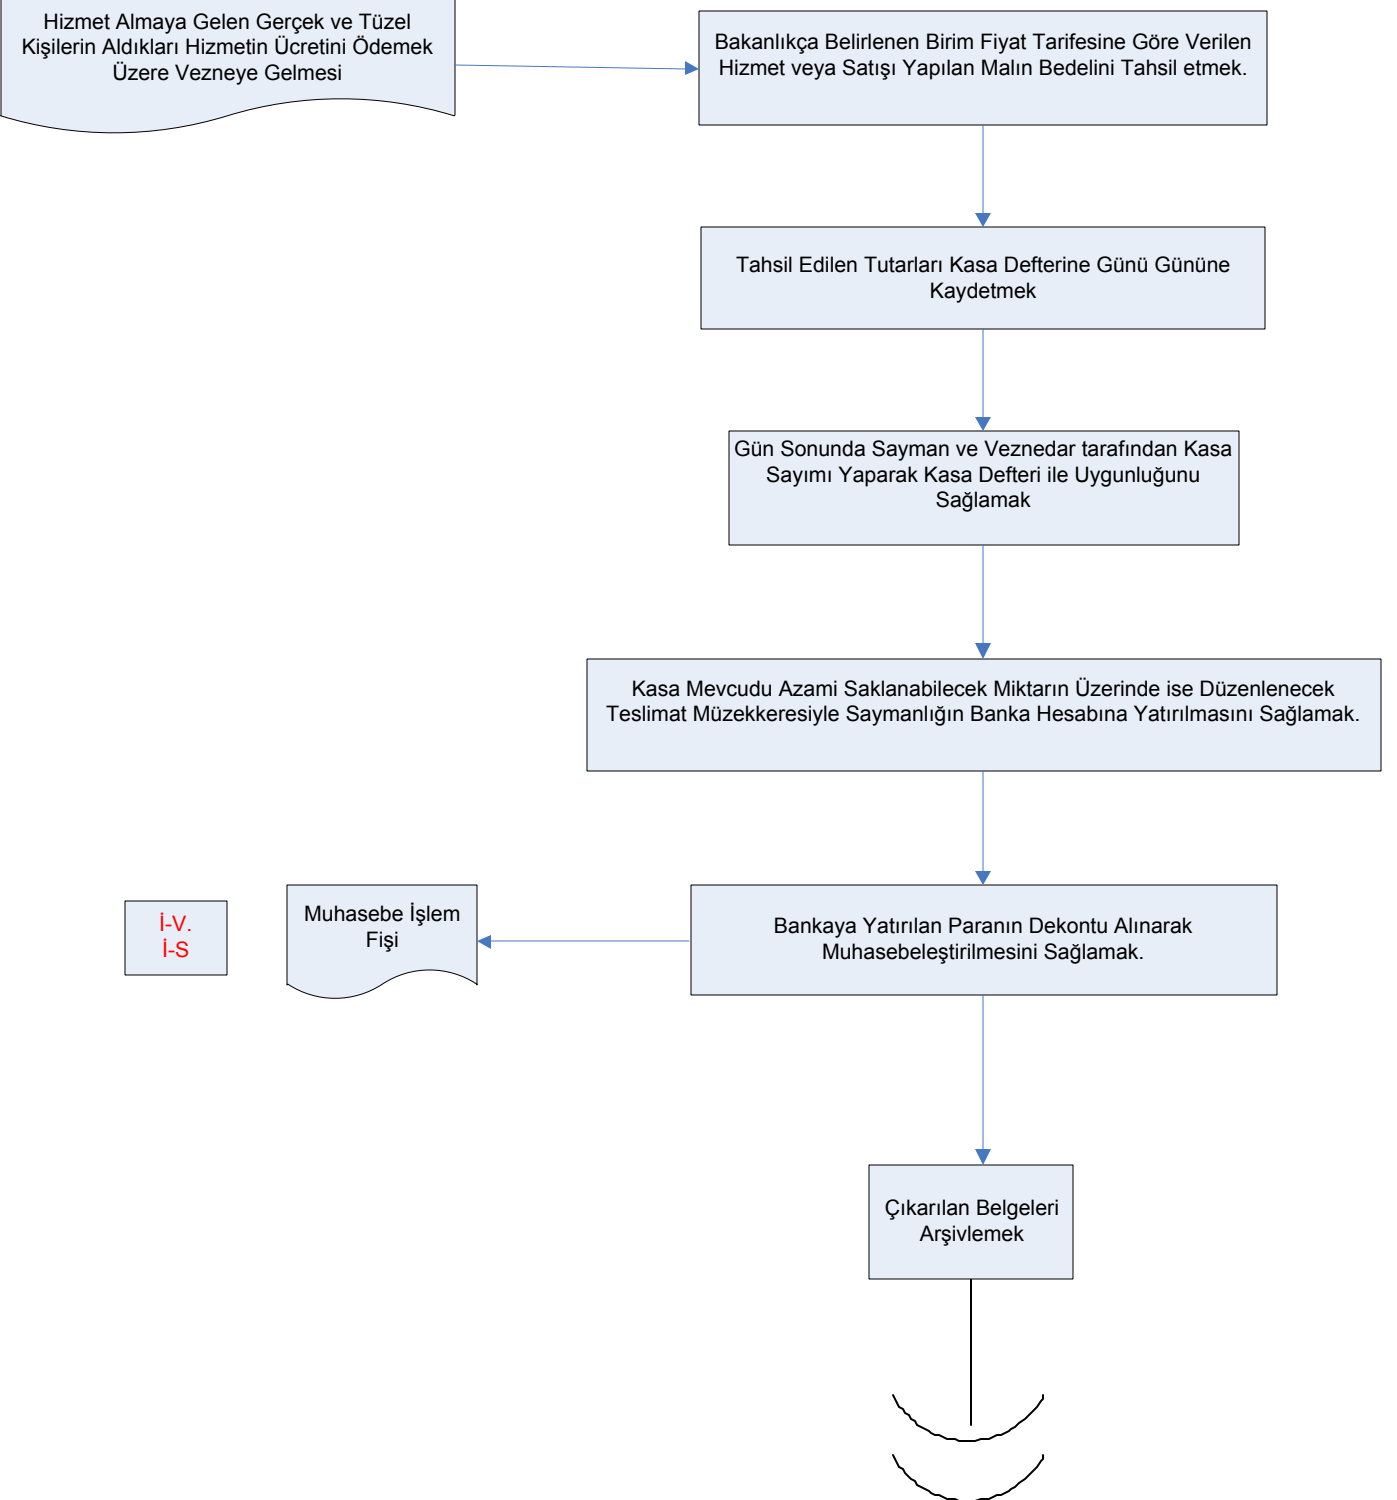 Hizmet Almaya Gelen Gerçek ve Tüzel
Kişilerin Aldıkları Hizmetin Ücretini Ödemek
Üzere Vezneye Gelmesi
Bakanlıkça Belirlenen Birim Fiyat Tarifesine Göre Verilen
Hizmet veya Satışı Yapılan Malın Bedelini Tahsil etmek.
Tahsil Edilen Tutarları Kasa Defterine Günü Gününe
Kaydetmek
Gün Sonunda Sayman ve Veznedar tarafından Kasa
Sayımı Yaparak Kasa Defteri ile Uygunluğunu
Sağlamak
Kasa Mevcudu Azami Saklanabilecek Miktarın Üzerinde ise Düzenlenecek
Teslimat Müzekkeresiyle Saymanlığın Banka Hesabına Yatırılmasını Sağlamak.
İ-V.
İ-S
Muhasebe İşlem
Fişi
Bankaya Yatırılan Paranın Dekontu Alınarak
Muhasebeleştirilmesini Sağlamak.
Çıkarılan Belgeleri
Arşivlemek